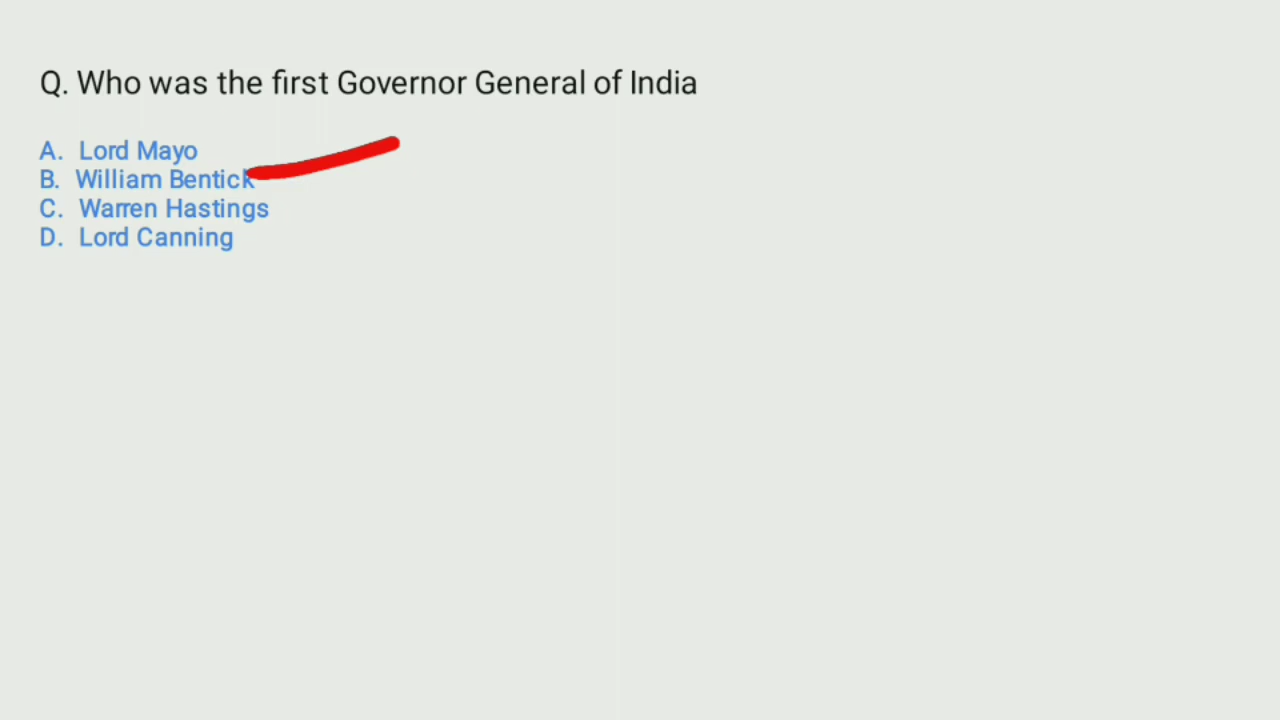 Q. Who was the first Governor General of India
A. Lord Mayo
B. William Bentick
C. Warren Hastings
D. Lord Canning